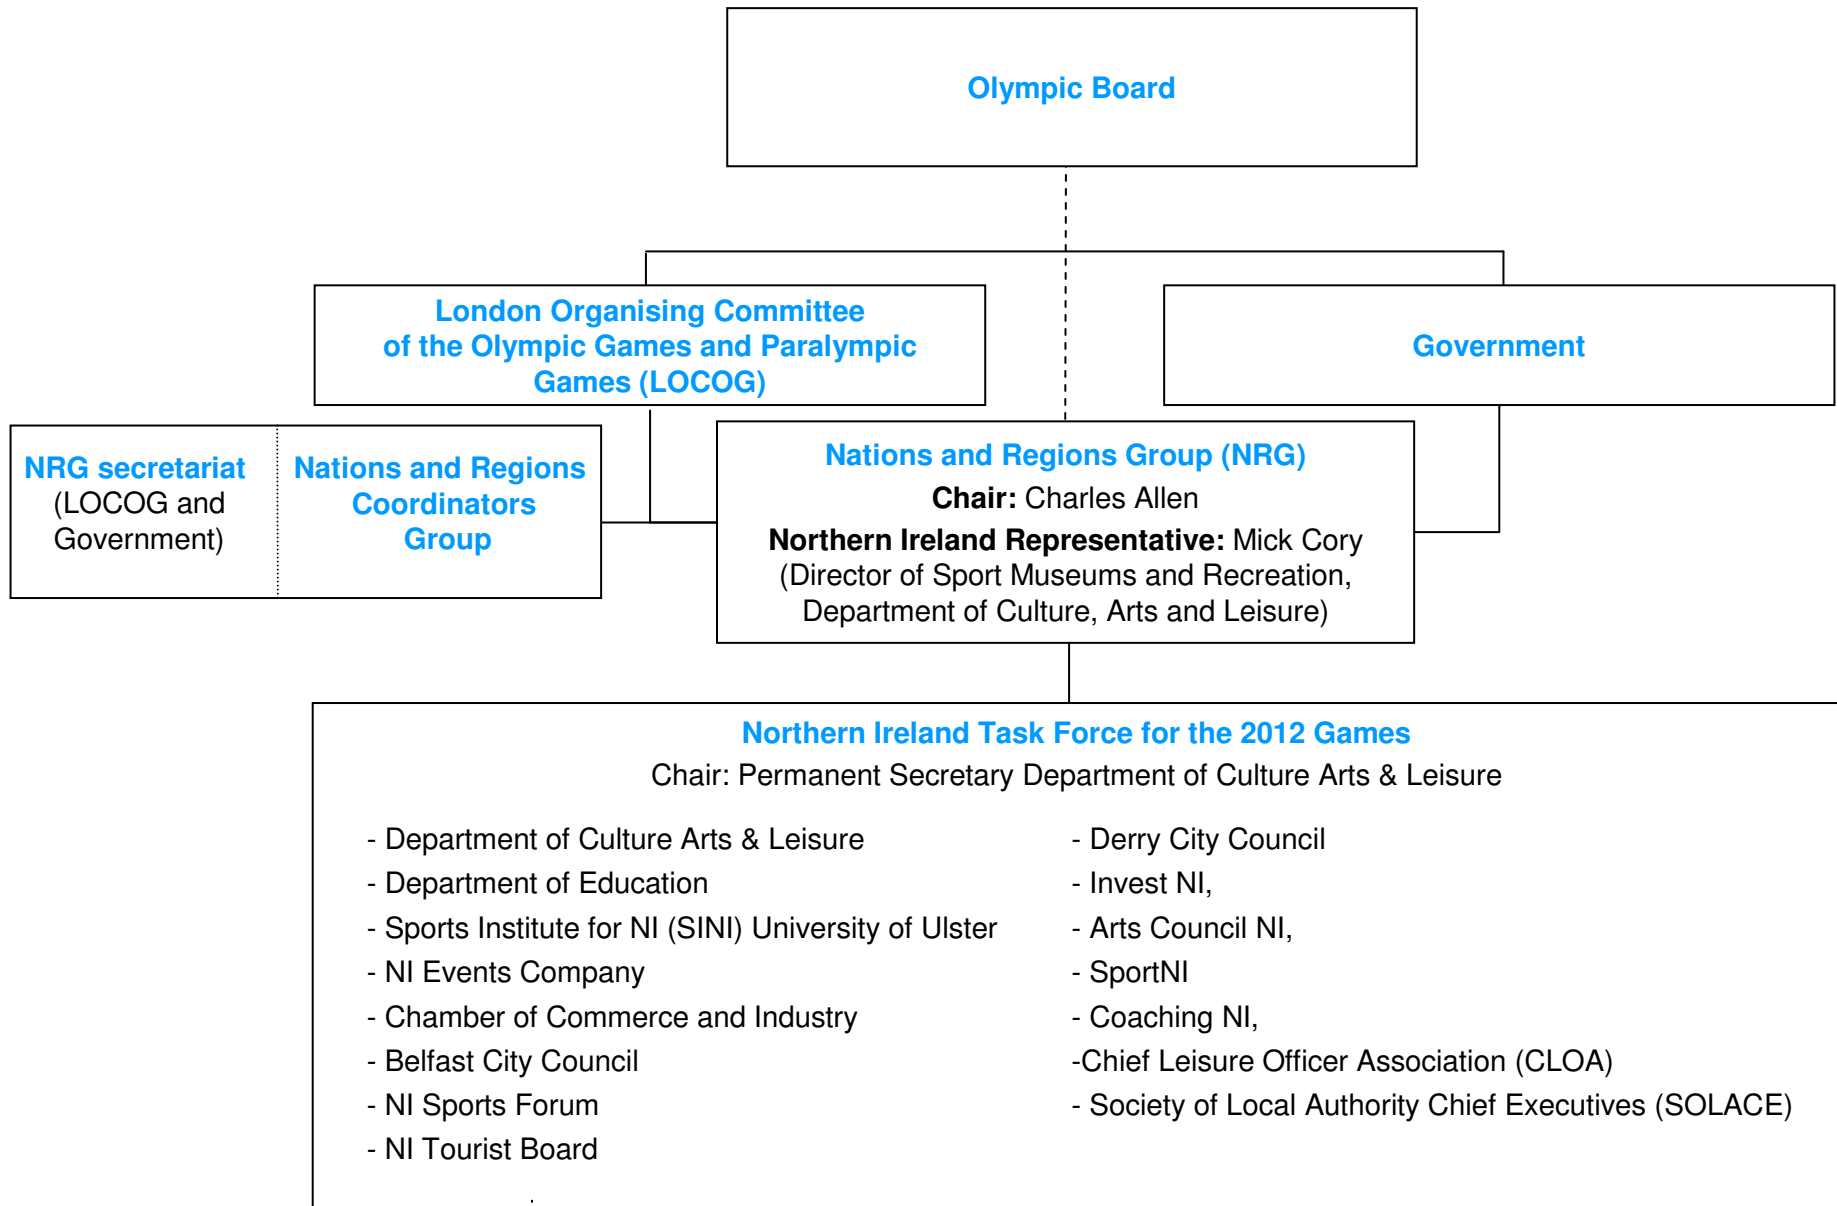 Olympic Board
London Organising Committee
of the Olympic Games and Paralympic
Games (LOCOG)
Government
NRG secretariat
(LOCOG and
Government)
Nations and Regions
Coordinators
Group
Nations and Regions Group (NRG)
Chair: Charles Allen
Northern Ireland Representative: Mick Cory
(Director of Sport Museums and Recreation,
Department of Culture, Arts and Leisure)
Northern Ireland Task Force for the 2012 Games
Chair: Permanent Secretary Department of Culture Arts & Leisure
- Department of Culture Arts & Leisure
- Department of Education
- Sports Institute for NI (SINI) University of Ulster
- NI Events Company
- Chamber of Commerce and Industry
- Belfast City Council
- NI Sports Forum
- NI Tourist Board
- Derry City Council
- Invest NI,
- Arts Council NI,
- SportNI
- Coaching NI,
-Chief Leisure Officer Association (CLOA)
- Society of Local Authority Chief Executives (SOLACE)